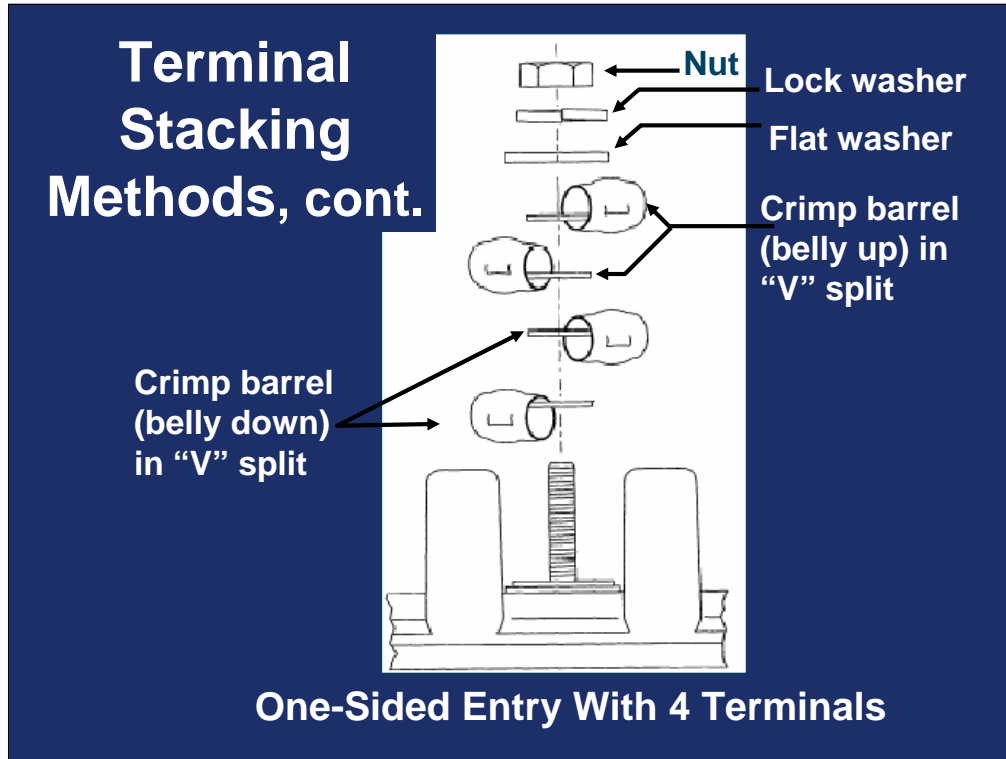 Terminal
Stacking
Methods, cont.
Nut
Lock washer
Flat washer
Crimp barrel
(belly up) in
“V” split
Crimp barrel
(belly down)
in “V” split
One-Sided Entry With 4 Terminals